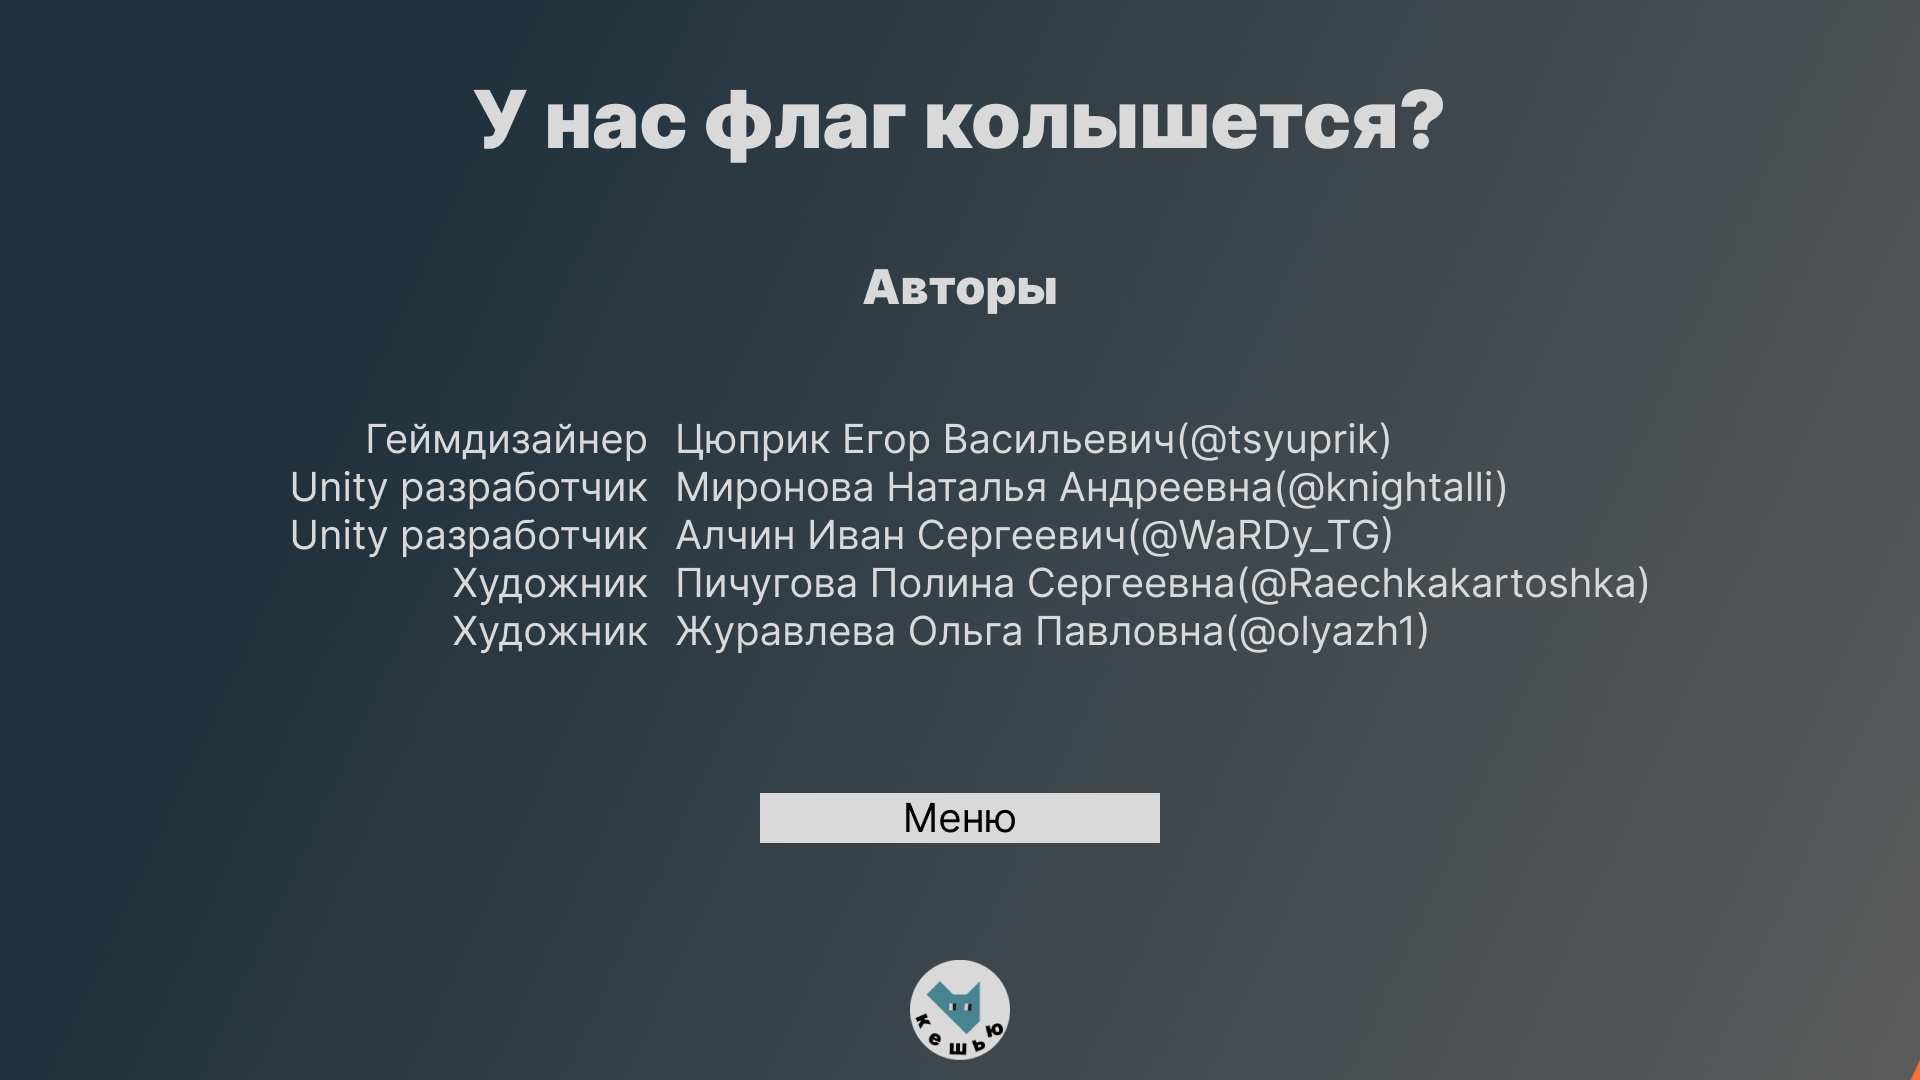 У нас флаг колышется?
Авторы
Геймдизайнер Цюприк Егор Васильевич(@tsyuprik)
Unity разработчик Миронова Наталья Андреевна(@knightalli)
Unity разработчик Алчин Иван Сергеевич(@WaRDy_TG)
Художник Пичугова Полина Сергеевна(@Raechkakartoshka)
Художник Журавлева Ольга Павловна(@olyazh1)
Меню
кешью